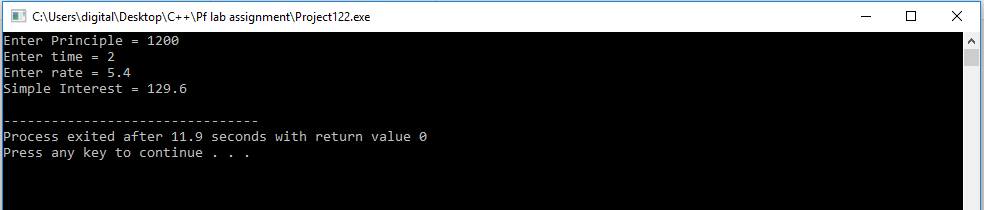 C:\Users\digital\Desktop\C++\Pf lab assignment\Project122.exe
Enter Principle = 1200
Enter time = 2
Enter rate = 5.4
Simple Interest = 129.6
--------------------------------
Process exited after 11.9 seconds with return value 0
Press any key to continue . . .